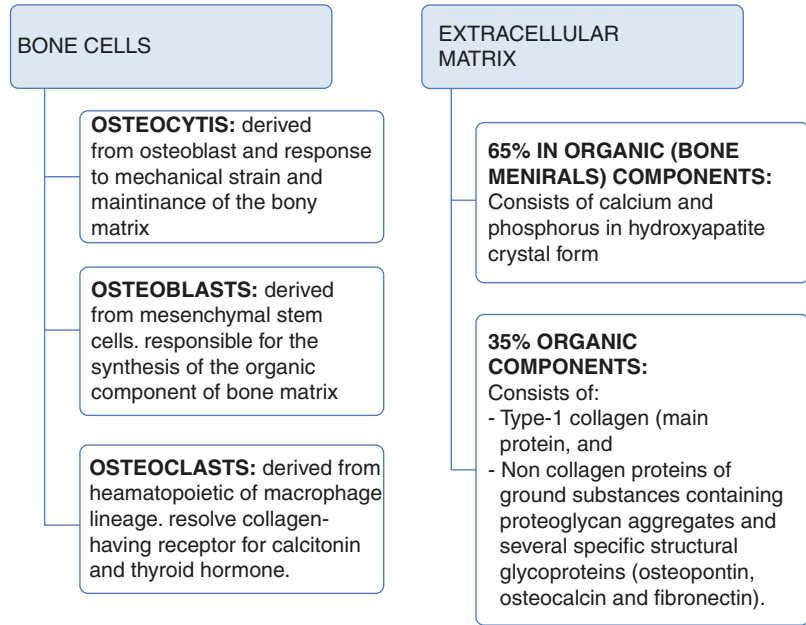 BONE CELLS
OSTEOCYTIS: derived
from osteoblast and response
to mechanical strain and
maintinance of the bony
matrix
OSTEOBLASTS: derived
from mesenchymal stem
cells. responsible for the
synthesis of the organic
component of bone matrix
OSTEOCLASTS: derived from
heamatopoietic of macrophage
lineage. resolve collagen-
having receptor for calcitonin
and thyroid hormone.
EXTRACELLULAR
MATRIX
65% IN ORGANIC (BONE
MENIRALS) COMPONENTS:
Consists of calcium and
phosphorus in hydroxyapatite
crystal form
35% ORGANIC
COMPONENTS:
Consists of:
- Type-1 collagen (main
protein, and
- Non collagen proteins of
ground substances containing
proteoglycan aggregates and
several specific structural
glycoproteins (osteopontin,
osteocalcin and fibronectin).